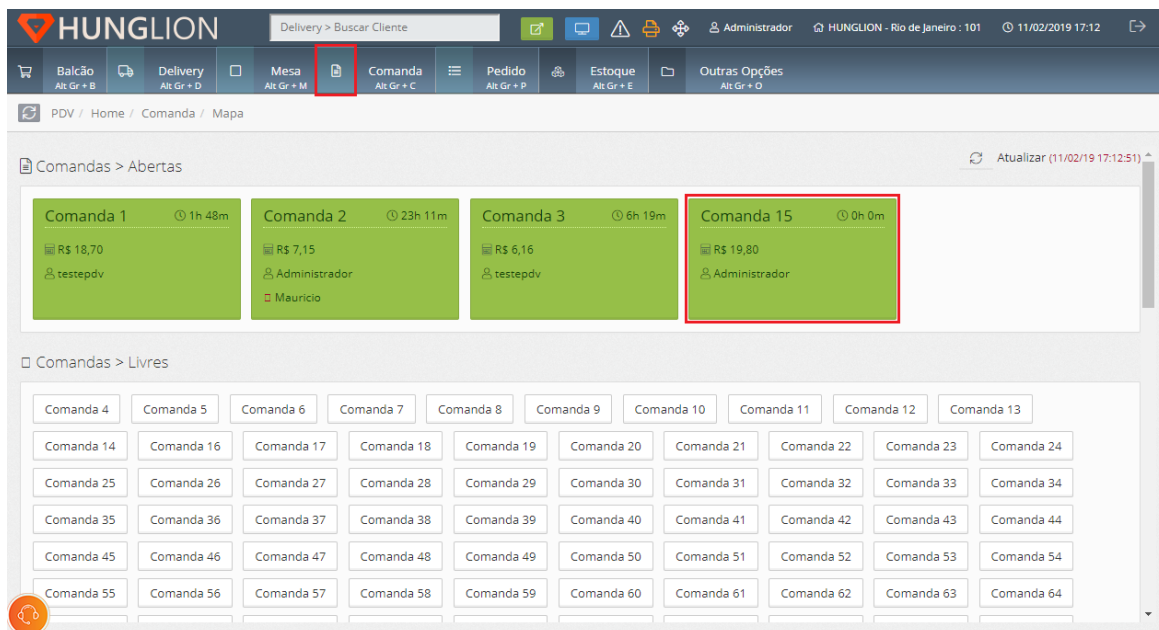 HUNGLION Delivery > Buscar Cliente Administrador HUNGLION - Rio de Janeiro : 101 11/02/2019 17:12
Balcão Delivery Mesa Comanda Pedido Estoque Outras Opções
Alt Gr + B Alt Gr + D Alt Gr + M Alt Gr + C Alt Gr + P Alt Gr + E Alt Gr + O
PDV / Home / Comanda / Mapa
Comandas > Abertas Atualizar (11/02/19 17:12:51)
Comanda 1 1h 48m Comanda 2 23h 11m Comanda 3 6h 19m Comanda 15 0h 0m
R$ 18,70 R$ 7,15 R$ 6,16 R$ 19,80
testepdv Administrador testepdv Administrador
Mauricio
Comandas > Livres
Comanda 4 Comanda 5 Comanda 6 Comanda 7 Comanda 8 Comanda 9 Comanda 10 Comanda 11 Comanda 12 Comanda 13
Comanda 14 Comanda 16 Comanda 17 Comanda 18 Comanda 19 Comanda 20 Comanda 21 Comanda 22 Comanda 23 Comanda 24
Comanda 25 Comanda 26 Comanda 27 Comanda 28 Comanda 29 Comanda 30 Comanda 31 Comanda 32 Comanda 33 Comanda 34
Comanda 35 Comanda 36 Comanda 37 Comanda 38 Comanda 39 Comanda 40 Comanda 41 Comanda 42 Comanda 43 Comanda 44
Comanda 45 Comanda 46 Comanda 47 Comanda 48 Comanda 49 Comanda 50 Comanda 51 Comanda 52 Comanda 53 Comanda 54
Comanda 55 Comanda 56 Comanda 57 Comanda 58 Comanda 59 Comanda 60 Comanda 61 Comanda 62 Comanda 63 Comanda 64